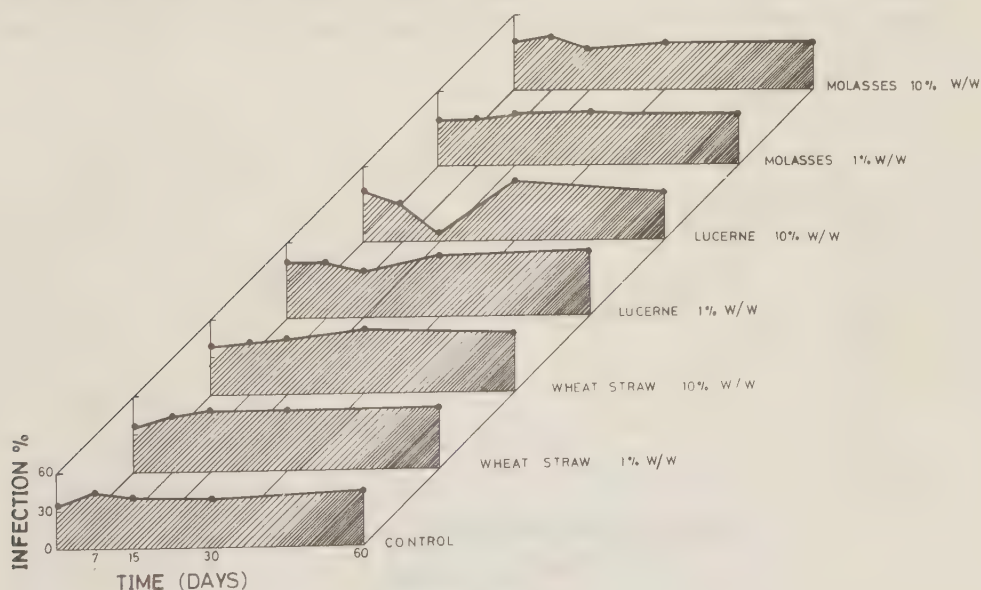 MOLASSES 10% W/W
MOLASSES 1% W/W
LUCERNE 10% W/W
LUCERNE 1% W/W
WHEAT STRAW 10% W/W
WHEAT STRAW 1% W/W
CONTROL
INFECTION %
60
30
0
7 15 30 60
TIME (DAYS)